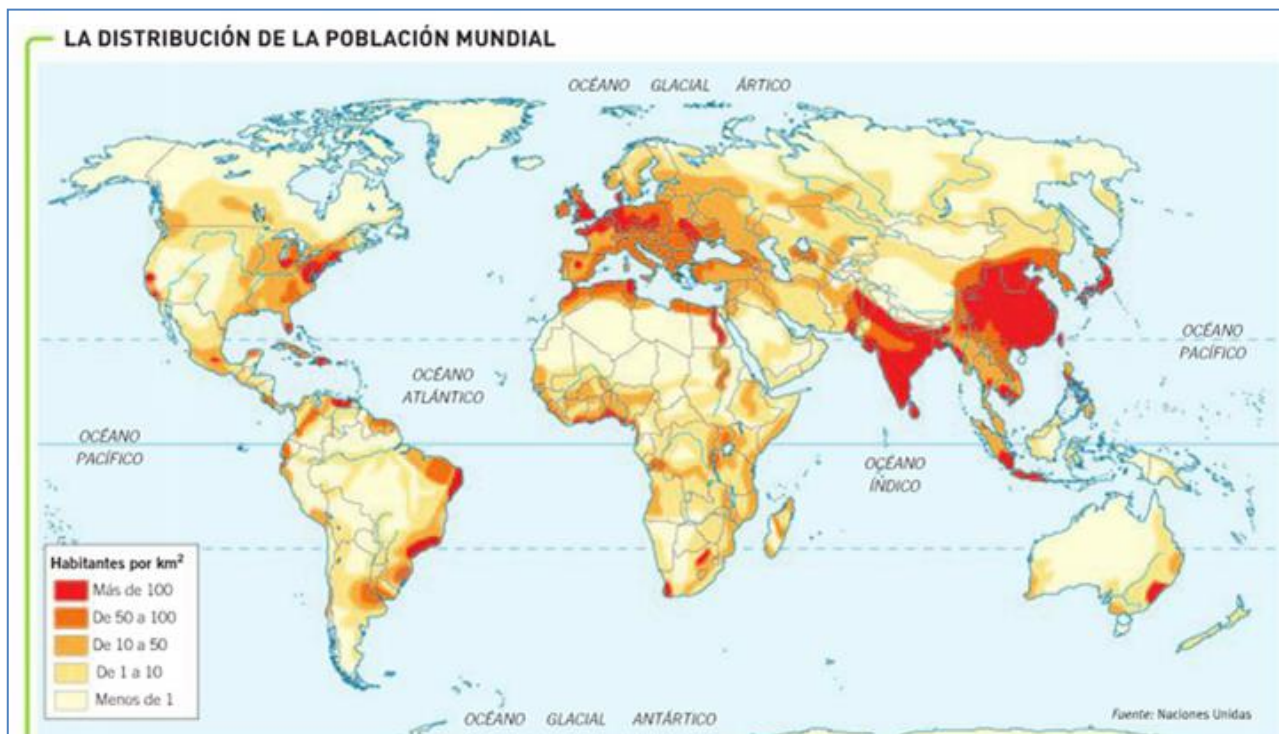 LA DISTRIBUCIÓN DE LA POBLACIÓN MUNDIAL
OCÉANO GLACIAL ÁRTICO
OCÉANO
PACÍFICO
OCÉANO
ATLÁNTICO
OCÉANO
PACÍFICO
OCÉANO
ÍNDICO
Habitantes por km²
Más de 100
De 50 a 100
De 10 a 50
De 1 a 10
Menos de 1
OCÉANO GLACIAL ANTÁRTICO
Fuente: Naciones Unidas